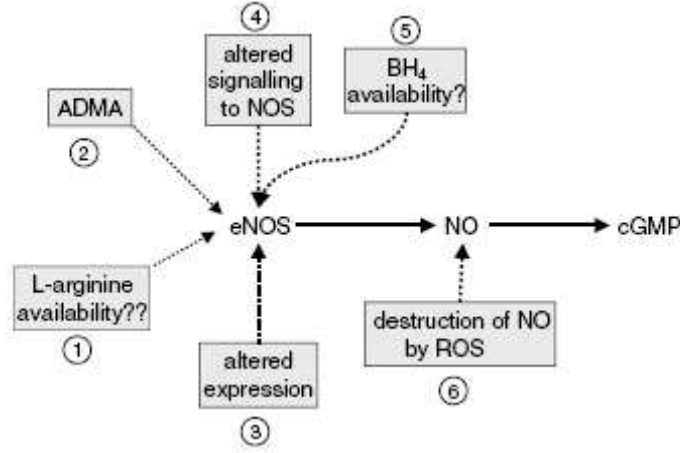 4
altered
signalling
to NOS
5
BH₄
availability?
ADMA
2
eNOS
NO
cGMP
L-arginine
availability??
1
altered
expression
3
destruction of NO
by ROS
6